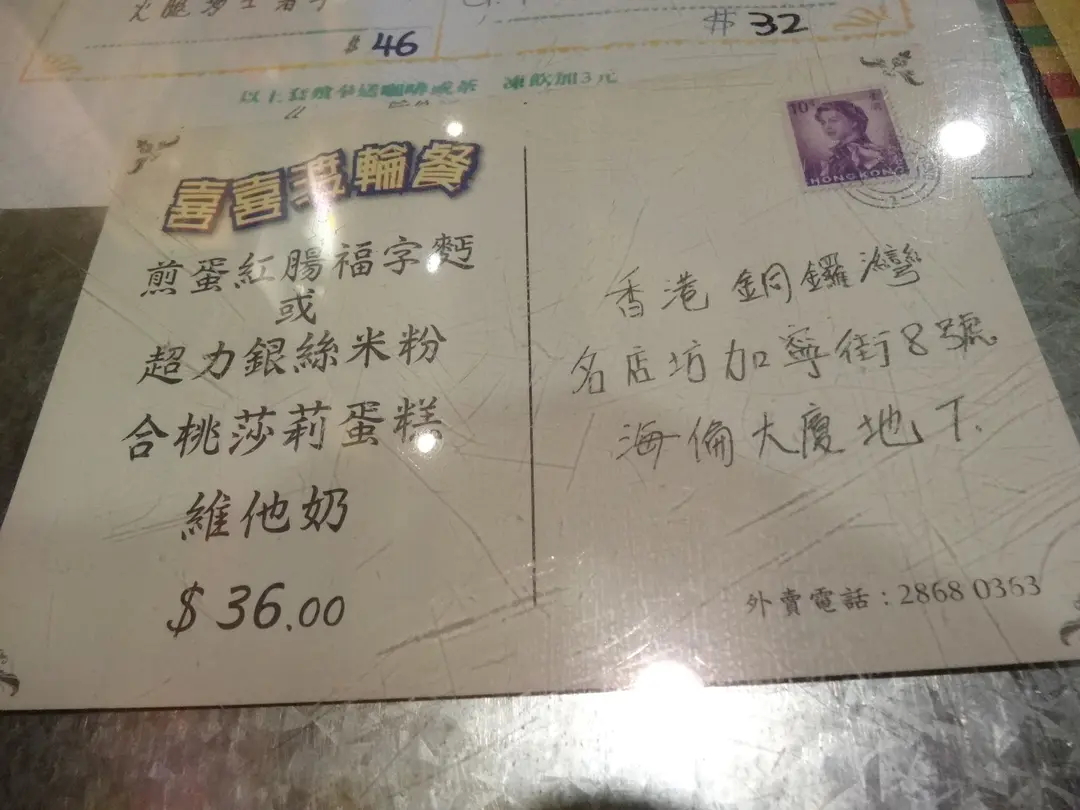 $ 46
$ 32
以上套燉奉送咖啡或茶 凍飲加3元
喜喜渡輪餐
煎蛋紅腸福字麪
或
超力銀絲米粉
合桃莎莉蛋糕
維他奶
$36.00
10¢
HONG KONG
香港 銅鑼灣
名店坊加寧街8號
海倫大廈地下
外賣電話：2868 0363